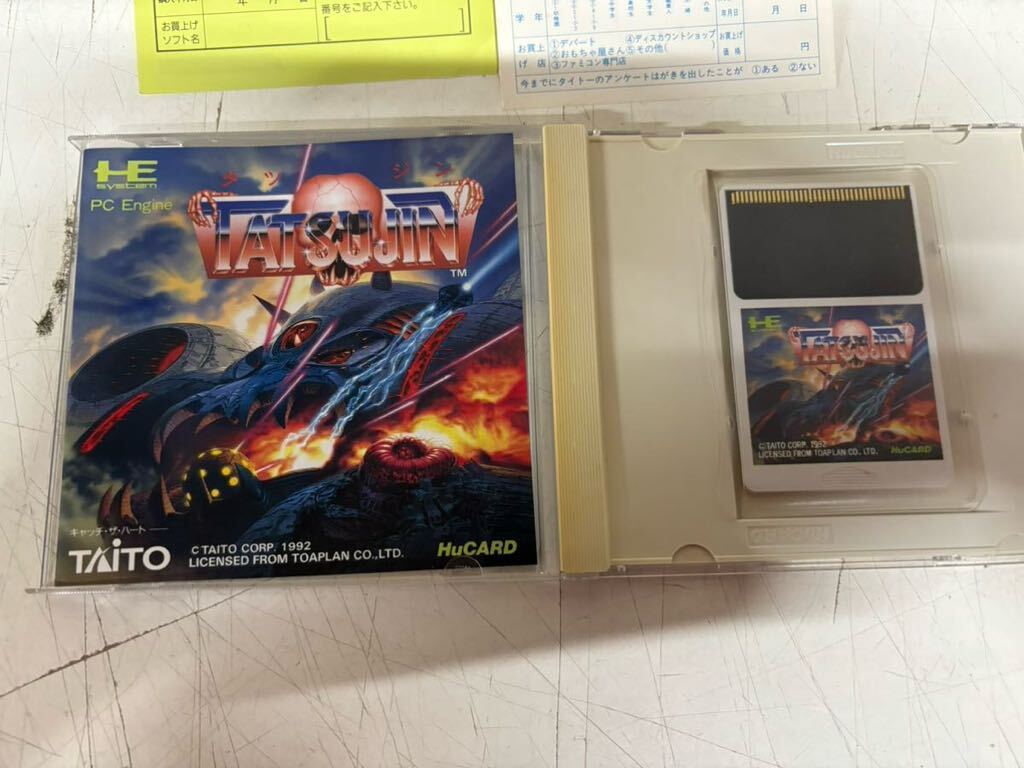 年 月 日
番号をご記入下さい。
お買上げ
ソフト名
学年
年月日
月 日
お買上げ店
①デパート ④ディスカウントショップ
②おもちゃ屋さん⑤その他( )
③ファミコン専門店
お買上げ
価格
円
今までにタイトーのアンケートはがきを出したことが ①ある ②ない
HE
system
PC Engine
タツジン
TATSUJIN
TM
キャッチ・ザ・ハート
TAITO
© TAITO CORP. 1992
LICENSED FROM TOAPLAN CO.,LTD.
HuCARD
HE
TATSUJIN
© TAITO CORP. 1992
LICENSED FROM TOAPLAN CO., LTD.
HuCARD